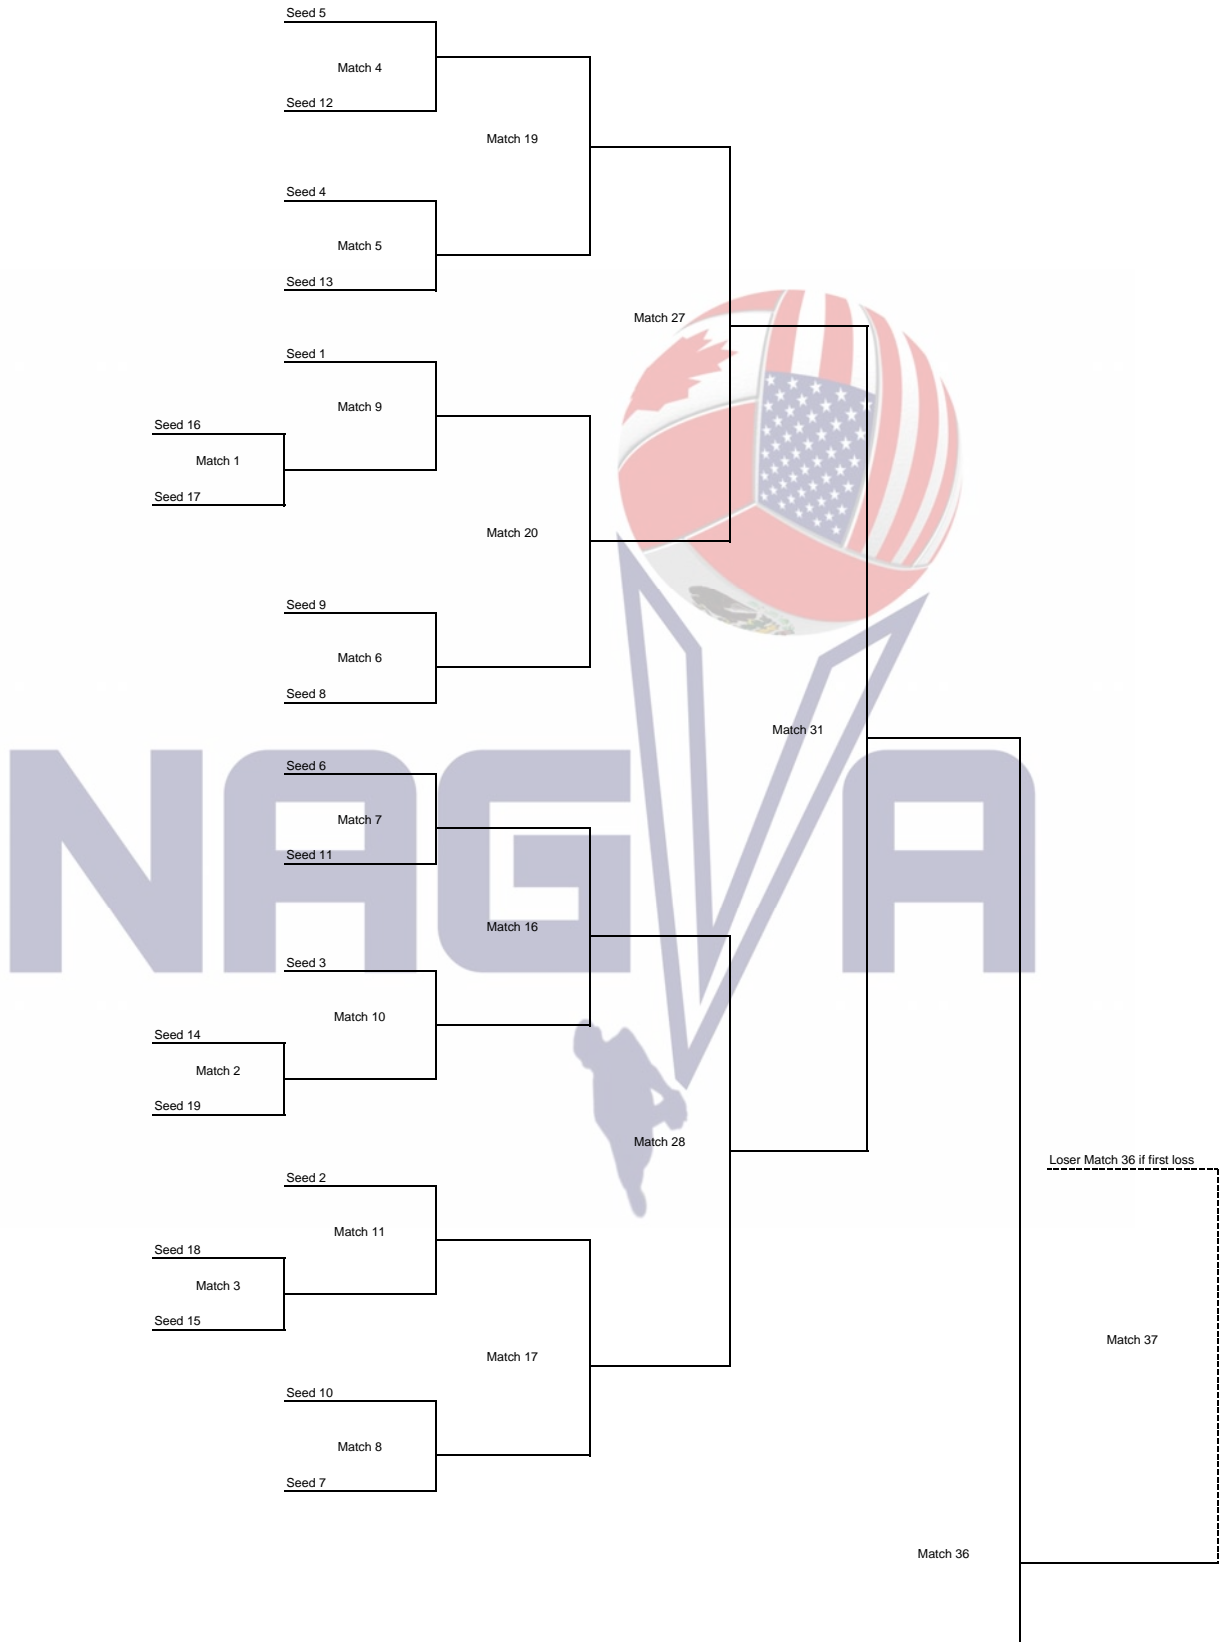 Seed 5
Match 4
Seed 12
Match 19
Seed 4
Match 5
Seed 13
Match 27
Seed 1
Match 9
Seed 16
Match 1
Seed 17
Match 20
Seed 9
Match 6
Seed 8
Match 31
Seed 6
Match 7
Seed 11
NAGVA
Match 16
Seed 3
Match 10
Seed 14
Match 2
Seed 19
Match 28
Loser Match 36 if first loss
Seed 2
Match 11
Seed 18
Match 3
Seed 15
Match 37
Match 17
Seed 10
Match 8
Seed 7
Match 36